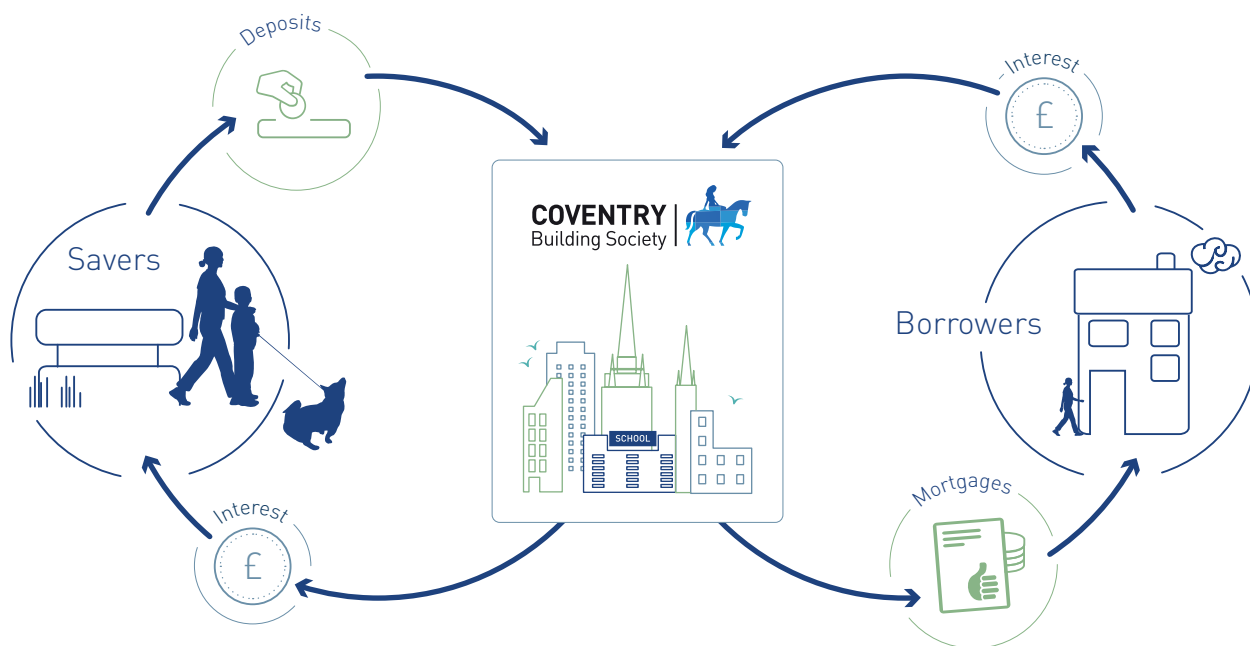 Deposits
Interest
£
COVENTRY
Building Society
Savers
Borrowers
SCHOOL
Interest
£
Mortgages